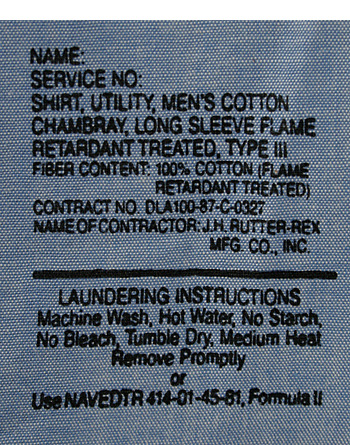 NAME:
SERVICE NO:
SHIRT, UTILITY, MEN'S COTTON
CHAMBRAY, LONG SLEEVE FLAME
RETARDANT TREATED, TYPE III
FIBER CONTENT: 100% COTTON (FLAME
RETARDANT TREATED)
CONTRACT NO. DLA100-87-C-0327
NAME OF CONTRACTOR: J.H. RUTTER-REX
MFG. CO., INC.
LAUNDERING INSTRUCTIONS
Machine Wash, Hot Water, No Starch,
No Bleach, Tumble Dry, Medium Heat
Remove Promptly
or
Use NAVEDTR 414-01-45-81, Formula II